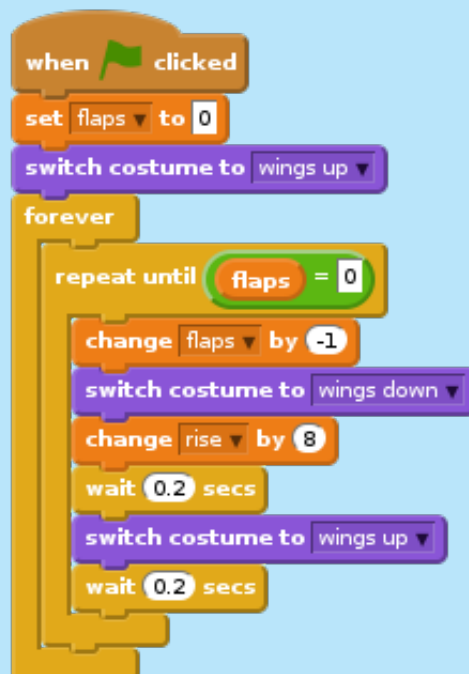 when clicked
set flaps to 0
switch costume to wings up
forever
repeat until flaps = 0
change flaps by -1
switch costume to wings down
change rise by 8
wait 0.2 secs
switch costume to wings up
wait 0.2 secs